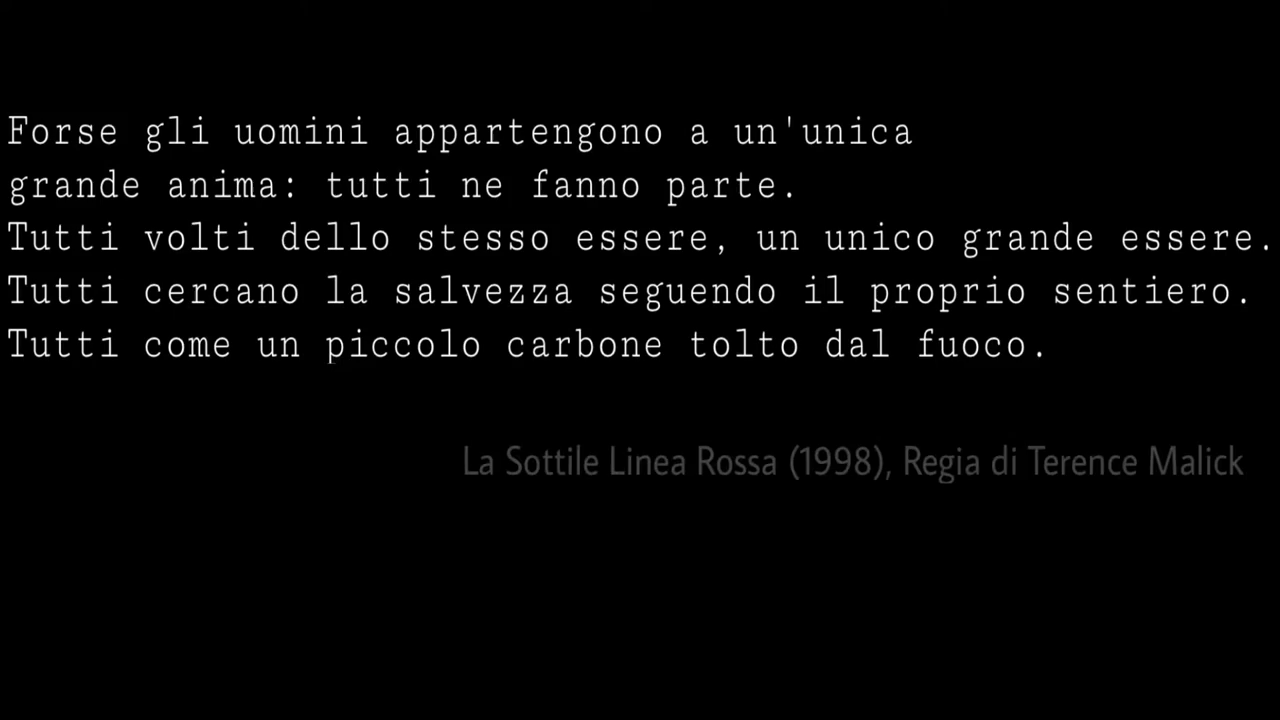 Forse gli uomini appartengono a un'unica
grande anima: tutti ne fanno parte.
Tutti volti dello stesso essere, un unico grande essere.
Tutti cercano la salvezza seguendo il proprio sentiero.
Tutti come un piccolo carbone tolto dal fuoco.
La Sottile Linea Rossa (1998), Regia di Terence Malick